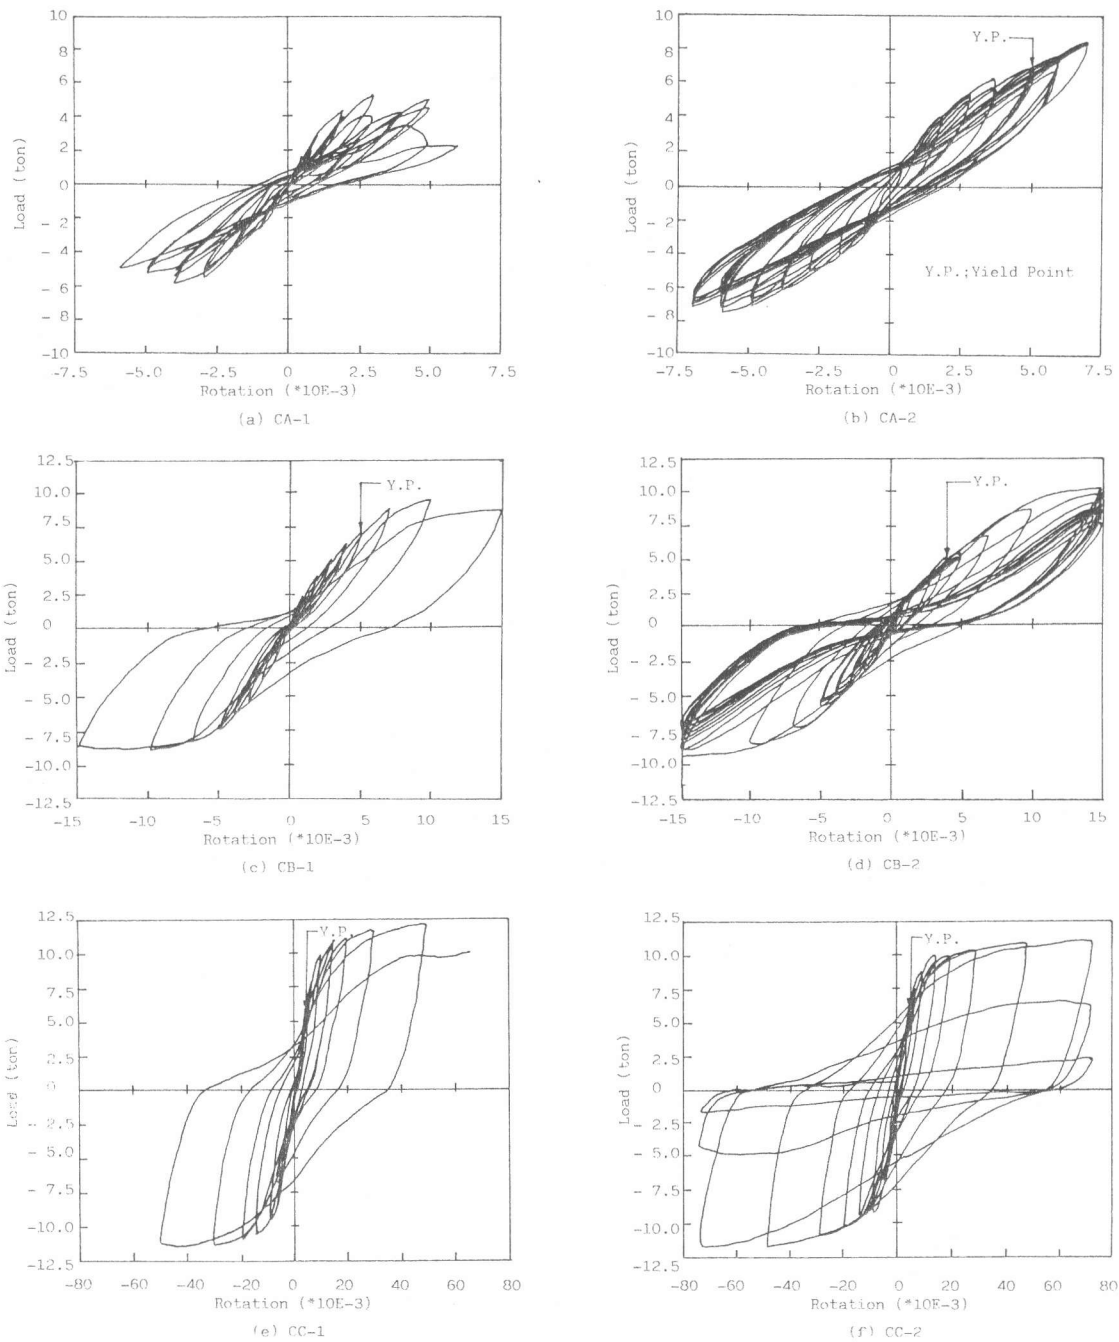 10
8
6
4
2
0
- 2
- 4
- 6
- 8
-10
Load (ton)
-7.5 -5.0 -2.5 0 2.5 5.0 7.5
Rotation (*10E-3)
(a) CA-1
10
8
6
4
2
0
- 2
- 4
- 6
- 8
-10
Load (ton)
Y.P.
Y.P.;Yield Point
-7.5 -5.0 -2.5 0 2.5 5.0 7.5
Rotation (*10E-3)
(b) CA-2
12.5
10.0
7.5
5.0
2.5
0
- 2.5
- 5.0
- 7.5
-10.0
-12.5
Load (ton)
Y.P.
-15 -10 -5 0 5 10 15
Rotation (*10E-3)
(c) CB-1
12.5
10.0
7.5
5.0
2.5
0
- 2.5
- 5.0
- 7.5
-10.0
-12.5
Load (ton)
Y.P.
-15 -10 -5 0 5 10 15
Rotation (*10E-3)
(d) CB-2
12.5
10.0
7.5
5.0
2.5
0
- 2.5
- 5.0
- 7.5
-10.0
-12.5
Load (ton)
Y.P.
-80 -60 -40 -20 0 20 40 60 80
Rotation (*10E-3)
(e) CC-1
12.5
10.0
7.5
5.0
2.5
0
- 2.5
- 5.0
- 7.5
-10.0
-12.5
Load (ton)
Y.P.
-80 -60 -40 -20 0 20 40 60 80
Rotation (*10E-3)
(f) CC-2